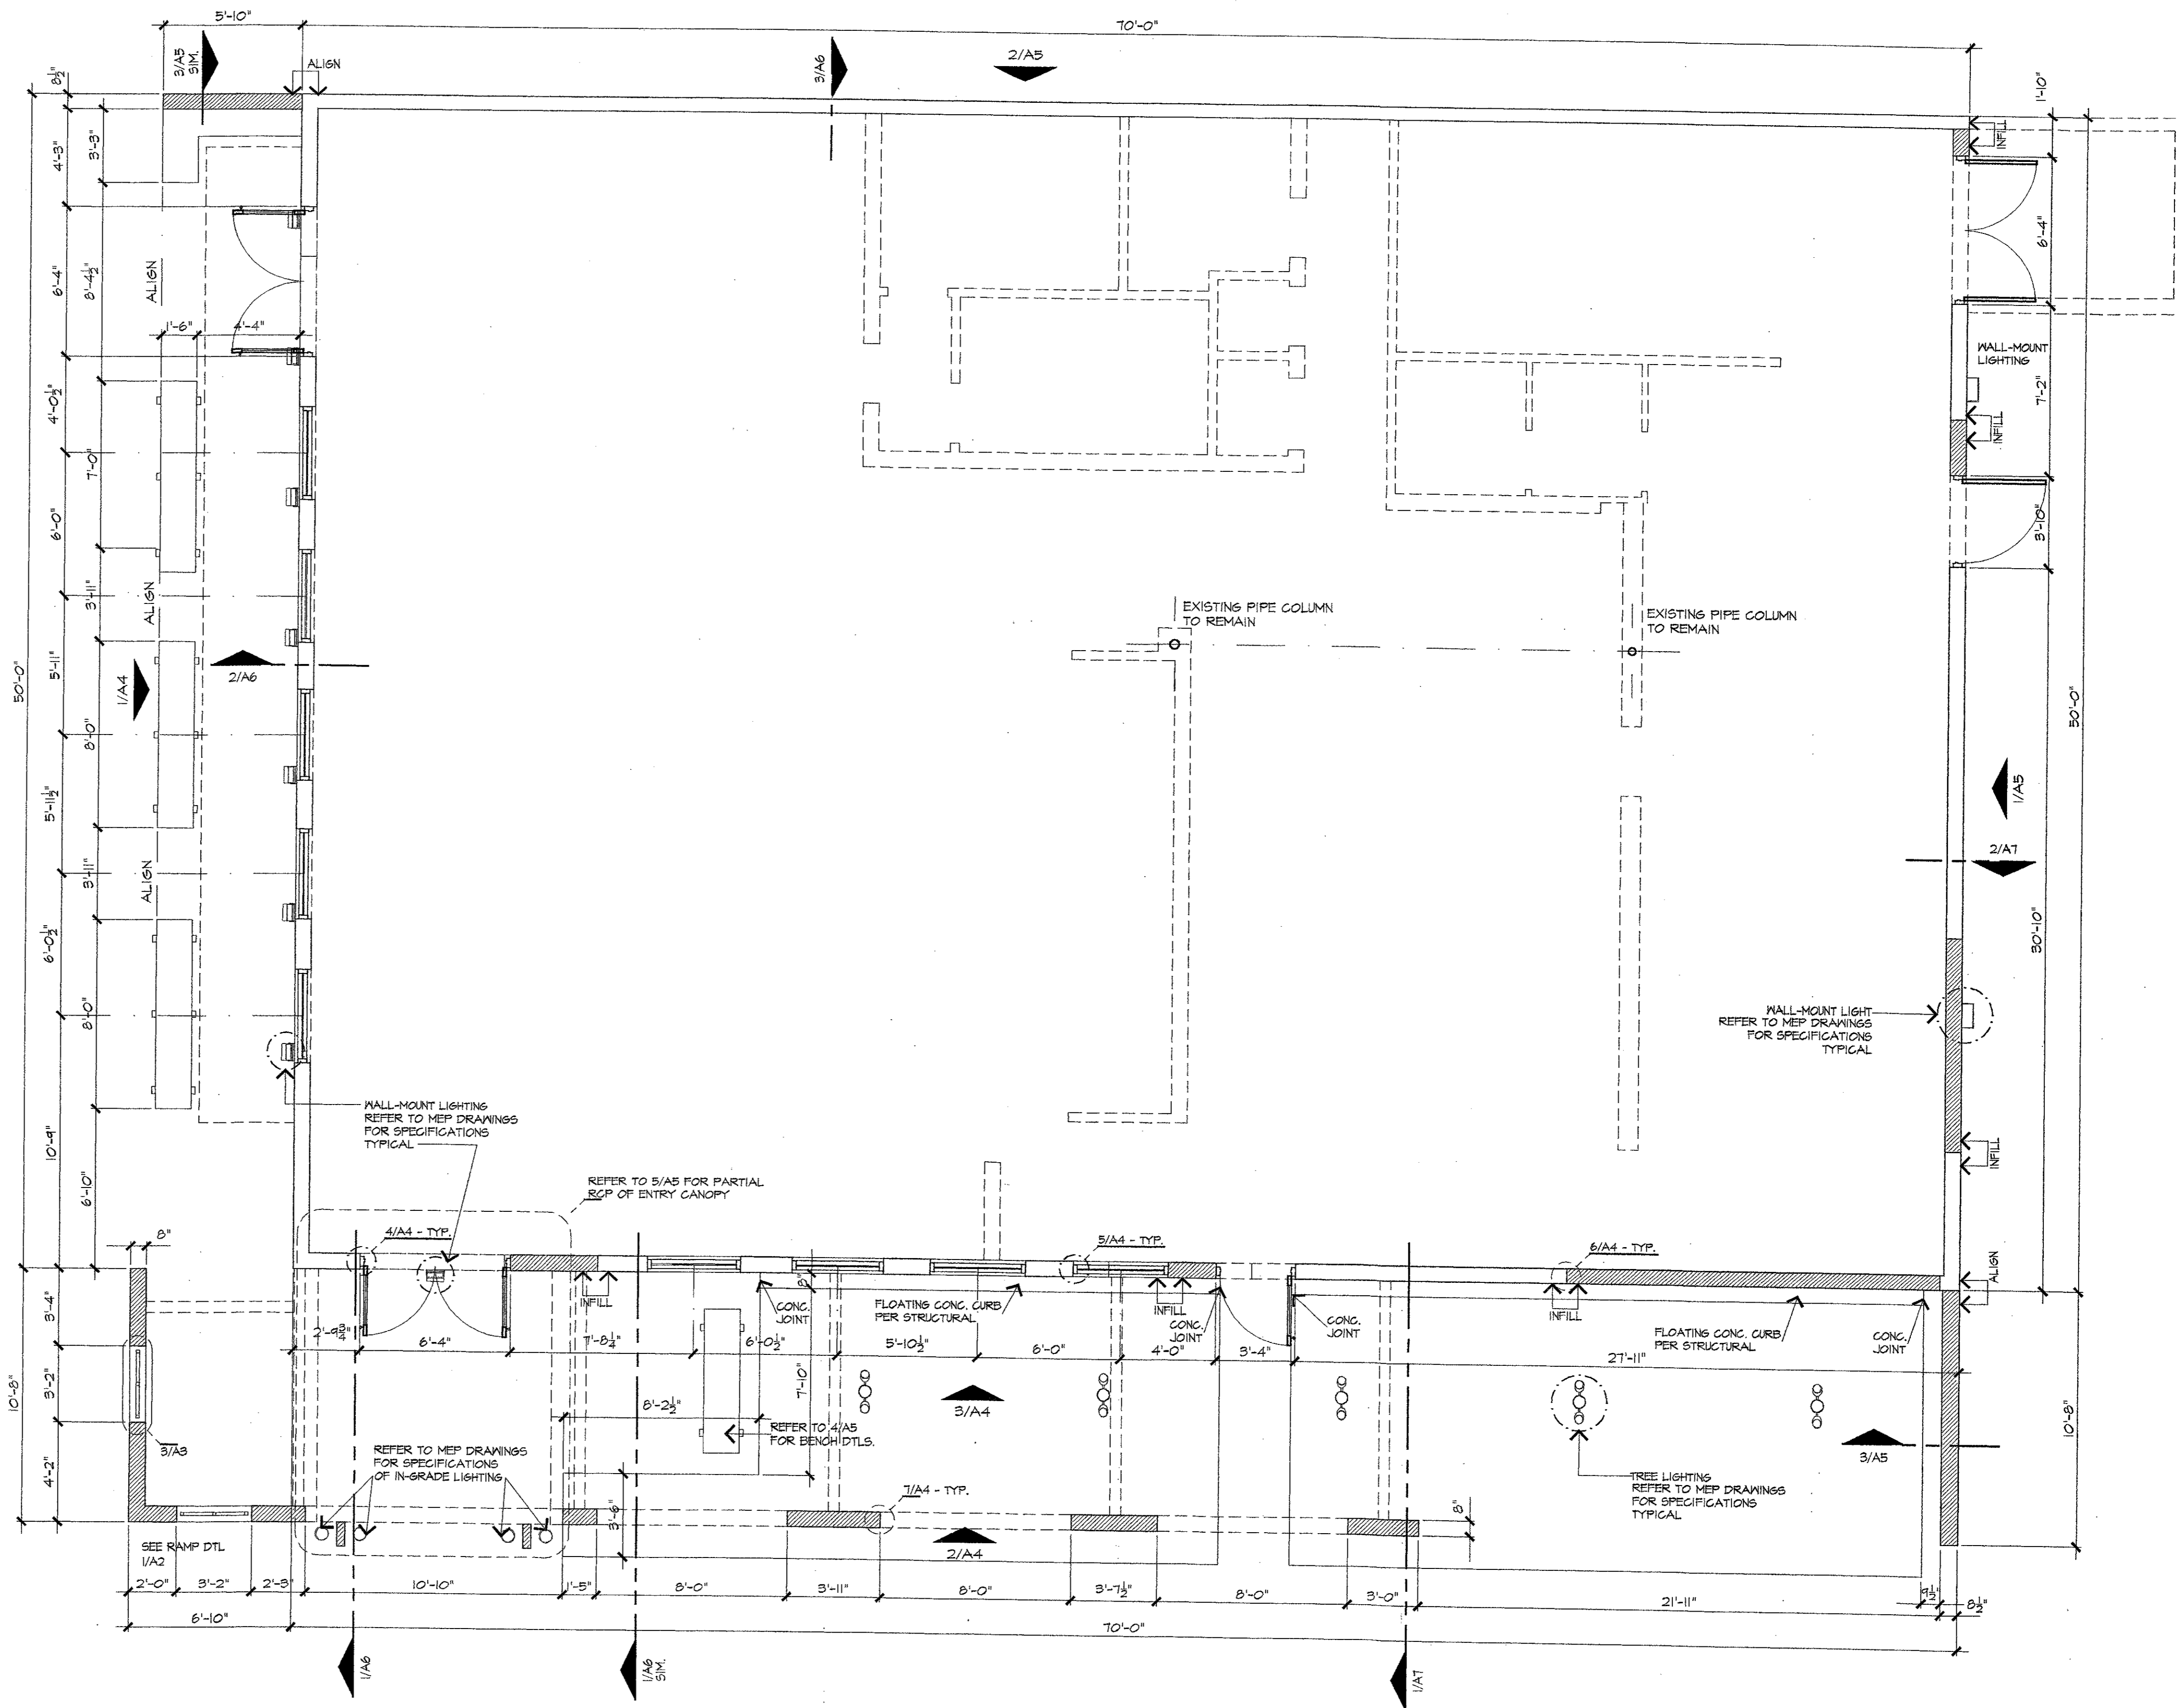 5'-10"
70'-0"
3/A5
SIM.
ALIGN
3/A6
2/A5
8½"
4'-3"
3'-3"
6'-4"
8'-4½"
ALIGN
1'-6"
4'-4"
4'-0½"
7'-0"
6'-0"
3'-11"
ALIGN
50'-0"
5'-11"
1/A4
2/A6
8'-0"
5'-11½"
3'-11"
ALIGN
6'-0½"
8'-0"
10'-9"
6'-10"
1'-10"
INFILL
6'-4"
WALL-MOUNT
LIGHTING
7'-2"
INFILL
3'-10"
EXISTING PIPE COLUMN
TO REMAIN
EXISTING PIPE COLUMN
TO REMAIN
50'-0"
1/A5
2/A7
30'-10"
WALL-MOUNT LIGHT
REFER TO MEP DRAWINGS
FOR SPECIFICATIONS
TYPICAL
INFILL
ALIGN
WALL-MOUNT LIGHTING
REFER TO MEP DRAWINGS
FOR SPECIFICATIONS
TYPICAL
REFER TO 5/A5 FOR PARTIAL
RCP OF ENTRY CANOPY
8"
4/A4 - TYP.
5/A4 - TYP.
6/A4 - TYP.
3'-4"
3'-2"
4'-2"
10'-8"
3/A3
2'-9¾"
6'-4"
INFILL
7'-8¼"
CONC.
JOINT
8"
6'-0½"
FLOATING CONC. CURB
PER STRUCTURAL
5'-10½"
6'-0"
INFILL
CONC.
JOINT
4'-0"
3'-4"
CONC.
JOINT
INFILL
FLOATING CONC. CURB
PER STRUCTURAL
CONC.
JOINT
27'-11"
7'-10"
8'-2½"
3/A4
REFER TO 4/A5
FOR BENCH DTLS.
REFER TO MEP DRAWINGS
FOR SPECIFICATIONS
OF IN-GRADE LIGHTING
3'-6"
7/A4 - TYP.
2/A4
8"
TREE LIGHTING
REFER TO MEP DRAWINGS
FOR SPECIFICATIONS
TYPICAL
3/A5
10'-8"
SEE RAMP DTL
1/A2
2'-0"
3'-2"
2'-3"
10'-10"
1'-5"
8'-0"
3'-11"
8'-0"
3'-7½"
8'-0"
3'-0"
21'-11"
9½"
8½"
6'-10"
70'-0"
1/A6
1/A6
SIM.
1/A7